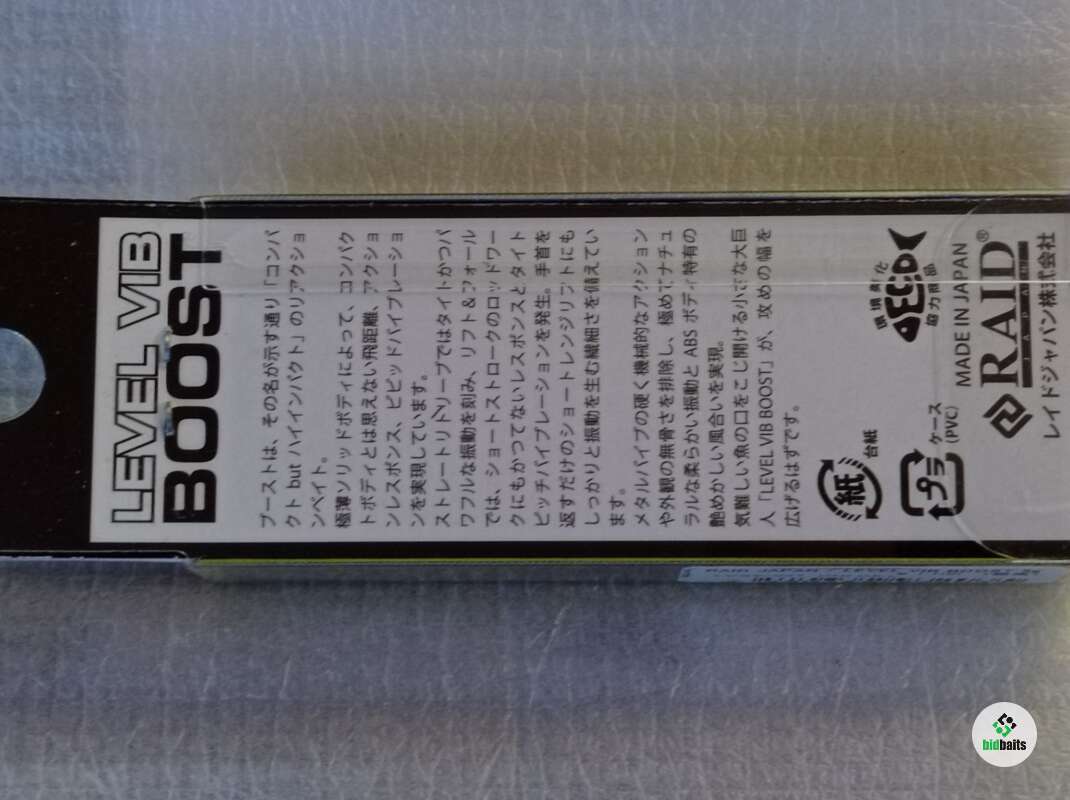 LEVEL VIB
BOOST
ブーストは、その名が示す通り「コンパ
クト but ハイインパクト」のリアクショ
ンベイト。
極薄ソリッドボディによって、コンパク
トボディとは思えない飛距離、アクショ
ンレスポンス、ビビッドバイブレーショ
ンを実現しています。
ストレートリトリーブではタイトかつパ
ワフルな振動を刻み、リフト&フォール
では、ショートストロークのロッドワー
クにもかつてないレスポンスとタイト
ピッチバイブレーションを発生。手首を
返すだけのショートレンジリフトにも
しっかりと振動を生む繊細さを備えてい
ます。
メタルバイブの硬く機械的なアクション
や外観の無骨さを排除し、極めてナチュ
ラルな柔らかい振動と ABS ボディ特有の
艶めかしい風合いを実現。
気難しい魚の口をこじ開ける小さな大巨
人「LEVEL VIB BOOST」が、攻めの幅を
広げるはずです。
紙
台紙
プラ
ケース
(PVC)
環境劣化
ECO
協力商品
MADE IN JAPAN
RAID®
JAPAN
レイドジャパン株式会社
bidbaits